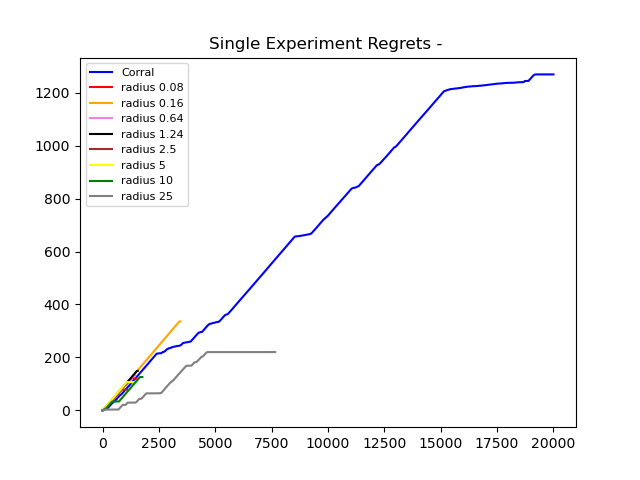 Single Experiment Regrets -
Corral
radius 0.08
radius 0.16
radius 0.64
radius 1.24
radius 2.5
radius 5
radius 10
radius 25
1200
1000
800
600
400
200
0
0 2500 5000 7500 10000 12500 15000 17500 20000